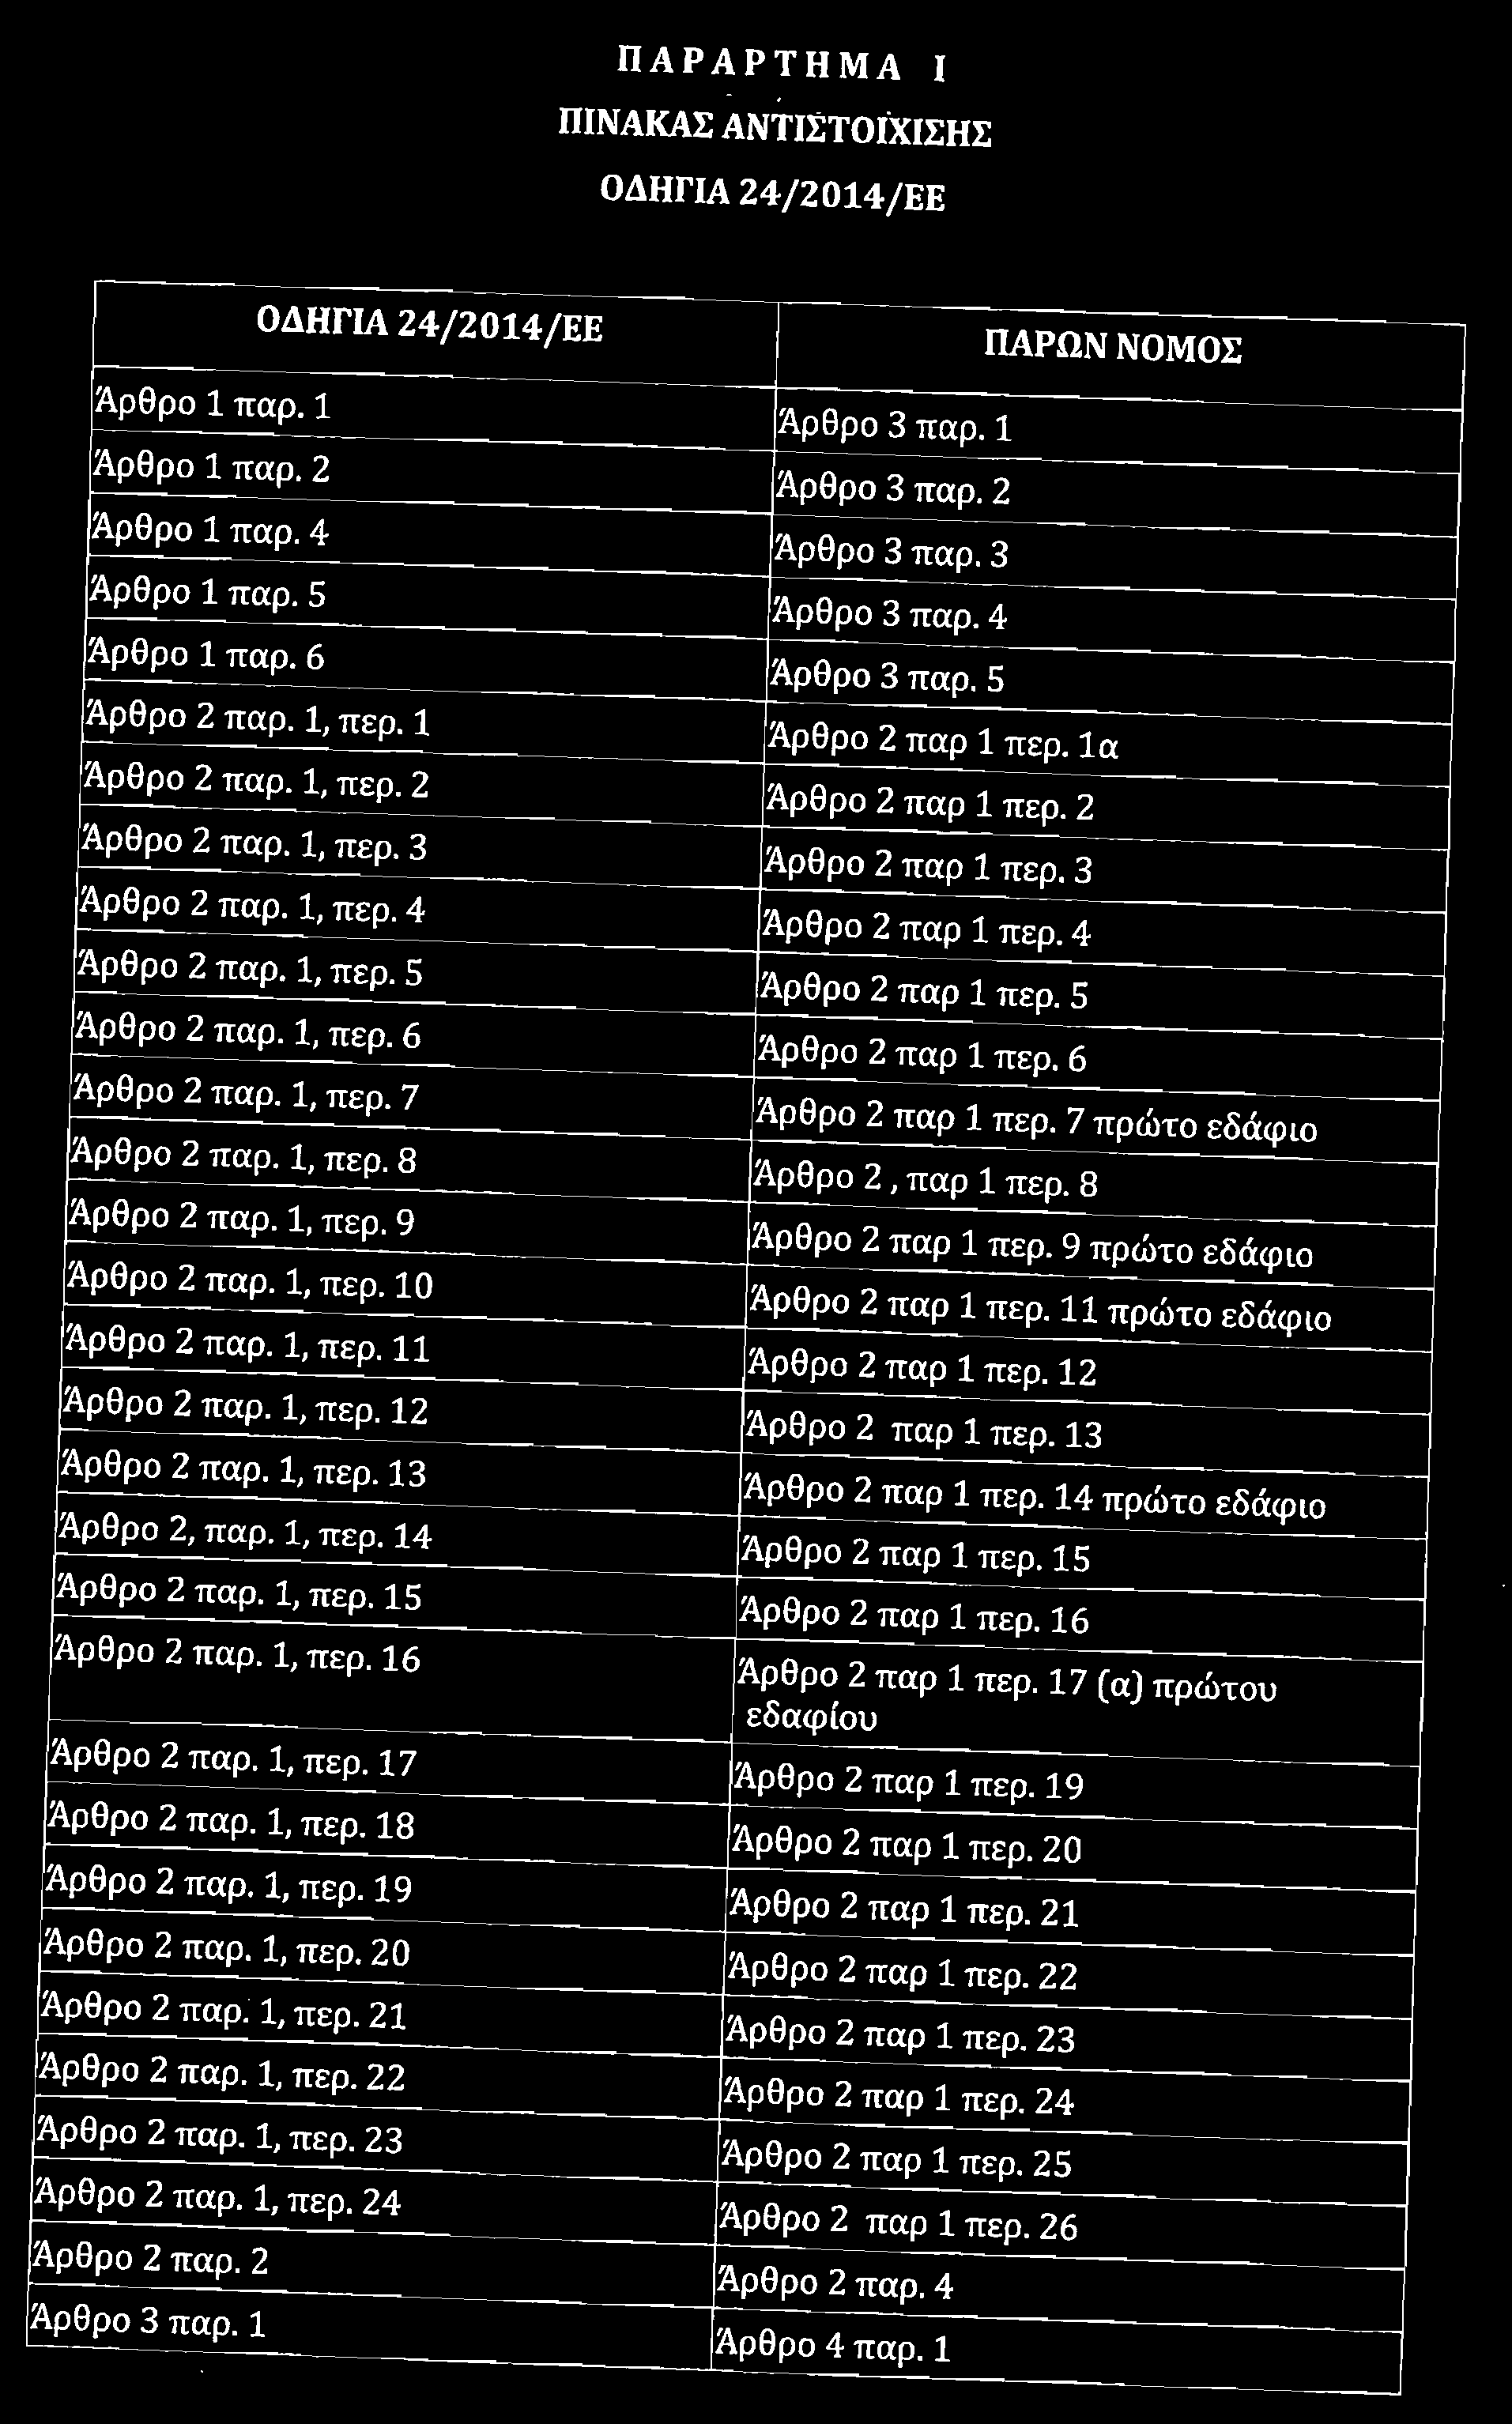 ΠΑΡΑΡΤΗΜΑ Ι
ΠΙΝΑΚΑΣ ΑΝΤΙΣΤΟΙΧΙΣΗΣ
ΟΔΗΓΙΑ 24/2014/ΕΕ
ΟΔΗΓΙΑ 24/2014/ΕΕ ΠΑΡΩΝ ΝΟΜΟΣ
Άρθρο 1 παρ. 1 Άρθρο 3 παρ. 1
Άρθρο 1 παρ. 2 Άρθρο 3 παρ. 2
Άρθρο 1 παρ. 4 Άρθρο 3 παρ. 3
Άρθρο 1 παρ. 5 Άρθρο 3 παρ. 4
Άρθρο 1 παρ. 6 Άρθρο 3 παρ. 5
Άρθρο 2 παρ. 1, περ. 1 Άρθρο 2 παρ 1 περ. 1α
Άρθρο 2 παρ. 1, περ. 2 Άρθρο 2 παρ 1 περ. 2
Άρθρο 2 παρ. 1, περ. 3 Άρθρο 2 παρ 1 περ. 3
Άρθρο 2 παρ. 1, περ. 4 Άρθρο 2 παρ 1 περ. 4
Άρθρο 2 παρ. 1, περ. 5 Άρθρο 2 παρ 1 περ. 5
Άρθρο 2 παρ. 1, περ. 6 Άρθρο 2 παρ 1 περ. 6
Άρθρο 2 παρ. 1, περ. 7 Άρθρο 2 παρ 1 περ. 7 πρώτο εδάφιο
Άρθρο 2 παρ. 1, περ. 8 Άρθρο 2 , παρ 1 περ. 8
Άρθρο 2 παρ. 1, περ. 9 Άρθρο 2 παρ 1 περ. 9 πρώτο εδάφιο
Άρθρο 2 παρ. 1, περ. 10 Άρθρο 2 παρ 1 περ. 11 πρώτο εδάφιο
Άρθρο 2 παρ. 1, περ. 11 Άρθρο 2 παρ 1 περ. 12
Άρθρο 2 παρ. 1, περ. 12 Άρθρο 2 παρ 1 περ. 13
Άρθρο 2 παρ. 1, περ. 13 Άρθρο 2 παρ 1 περ. 14 πρώτο εδάφιο
Άρθρο 2, παρ. 1, περ. 14 Άρθρο 2 παρ 1 περ. 15
Άρθρο 2 παρ. 1, περ. 15 Άρθρο 2 παρ 1 περ. 16
Άρθρο 2 παρ. 1, περ. 16 Άρθρο 2 παρ 1 περ. 17 (α) πρώτου
εδαφίου
Άρθρο 2 παρ. 1, περ. 17 Άρθρο 2 παρ 1 περ. 19
Άρθρο 2 παρ. 1, περ. 18 Άρθρο 2 παρ 1 περ. 20
Άρθρο 2 παρ. 1, περ. 19 Άρθρο 2 παρ 1 περ. 21
Άρθρο 2 παρ. 1, περ. 20 Άρθρο 2 παρ 1 περ. 22
Άρθρο 2 παρ. 1, περ. 21 Άρθρο 2 παρ 1 περ. 23
Άρθρο 2 παρ. 1, περ. 22 Άρθρο 2 παρ 1 περ. 24
Άρθρο 2 παρ. 1, περ. 23 Άρθρο 2 παρ 1 περ. 25
Άρθρο 2 παρ. 1, περ. 24 Άρθρο 2 παρ 1 περ. 26
Άρθρο 2 παρ. 2 Άρθρο 2 παρ. 4
Άρθρο 3 παρ. 1 Άρθρο 4 παρ. 1